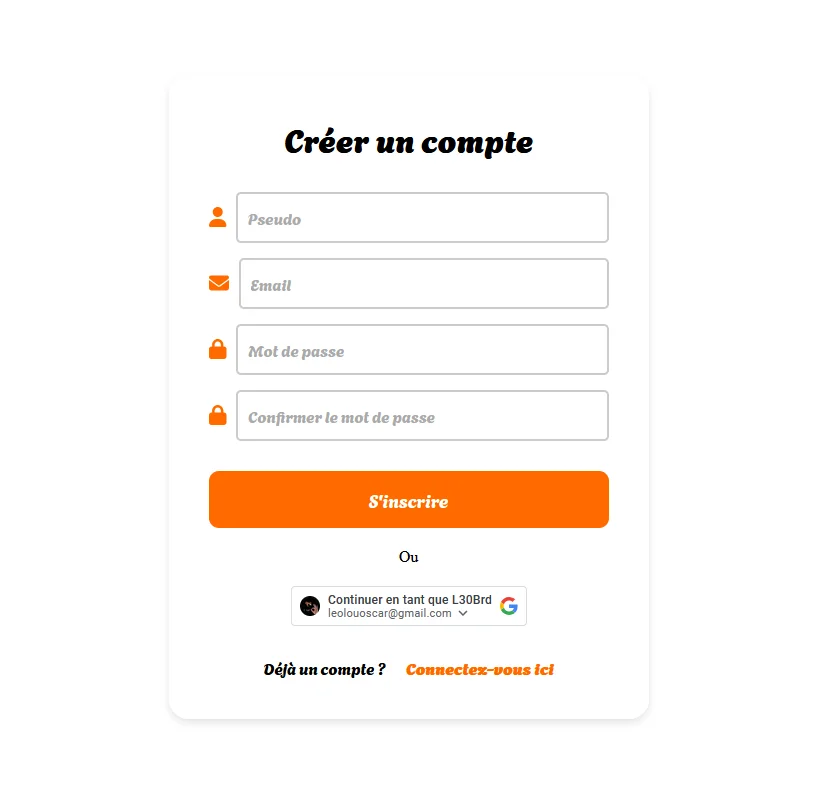 Créer un compte
Pseudo
Email
Mot de passe
Confirmer le mot de passe
S'inscrire
Ou
Continuer en tant que L30Brd
leolouoscar@gmail.com
Déjà un compte ? Connectez-vous ici